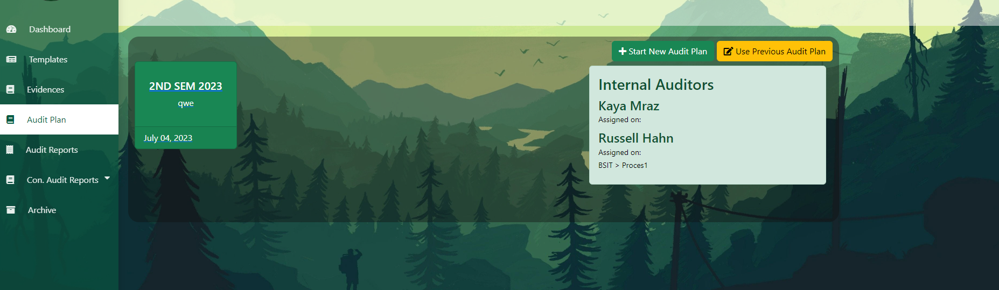 Dashboard
Templates
Evidences
Audit Plan
Audit Reports
Con. Audit Reports
Archive
Start New Audit Plan
Use Previous Audit Plan
2ND SEM 2023
qwe
July 04, 2023
Internal Auditors
Kaya Mraz
Assigned on:
Russell Hahn
Assigned on:
BSIT > Proces1